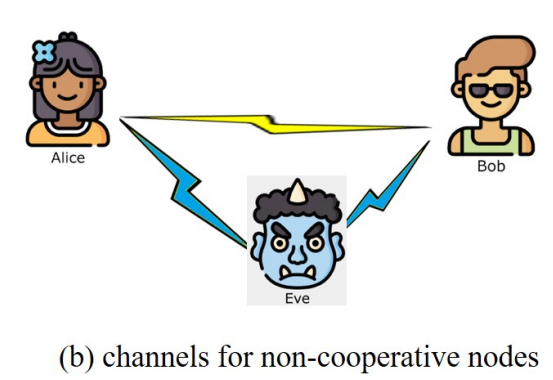 Alice
Bob
Eve
(b) channels for non-cooperative nodes